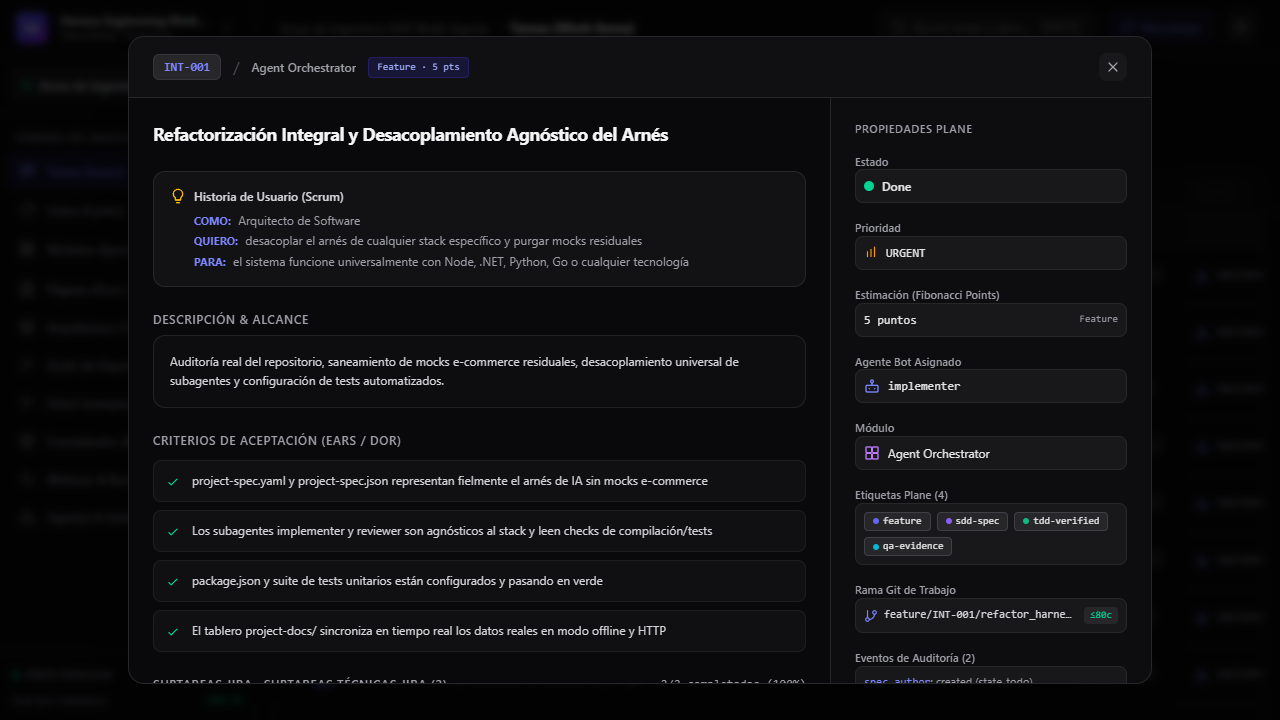 INT-001 / Agent Orchestrator Feature · 5 pts
Refactorización Integral y Desacoplamiento Agnóstico del Arnés
Historia de Usuario (Scrum)
COMO: Arquitecto de Software
QUIERO: desacoplar el arnés de cualquier stack específico y purgar mocks residuales
PARA: el sistema funcione universalmente con Node, .NET, Python, Go o cualquier tecnología
DESCRIPCIÓN & ALCANCE
Auditoría real del repositorio, saneamiento de mocks e-commerce residuales, desacoplamiento universal de
subagentes y configuración de tests automatizados.
CRITERIOS DE ACEPTACIÓN (EARS / DOR)
project-spec.yaml y project-spec.json representan fielmente el arnés de IA sin mocks e-commerce
Los subagentes implementer y reviewer son agnósticos al stack y leen checks de compilación/tests
package.json y suite de tests unitarios están configurados y pasando en verde
El tablero project-docs/ sincroniza en tiempo real los datos reales en modo offline y HTTP
PROPIEDADES PLANE
Estado
Done
Prioridad
URGENT
Estimación (Fibonacci Points)
5 puntos Feature
Agente Bot Asignado
implementer
Módulo
Agent Orchestrator
Etiquetas Plane (4)
feature sdd-spec tdd-verified
qa-evidence
Rama Git de Trabajo
feature/INT-001/refactor_harne… ≤80c
Eventos de Auditoría (2)
spec_author: created (state todo)